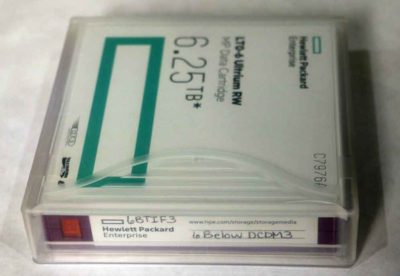 Hewlett Packard
Enterprise
LTO-6 Ultrium RW
MP Data Cartridge
6.25TB*
C7976A
6BTIF3
www.hpe.com/storage/storagemedia
Hewlett Packard
Enterprise
6 Below DCDM3